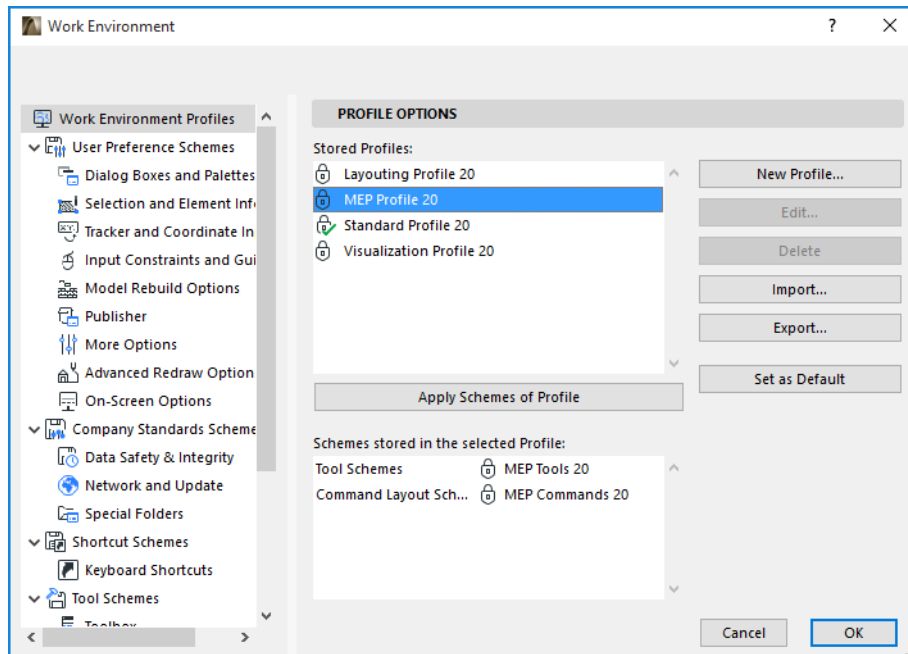 Work Environment
?
Work Environment Profiles
User Preference Schemes
Dialog Boxes and Palettes
Selection and Element Inf
Tracker and Coordinate In
Input Constraints and Gui
Model Rebuild Options
Publisher
More Options
Advanced Redraw Option
On-Screen Options
Company Standards Scheme
Data Safety & Integrity
Network and Update
Special Folders
Shortcut Schemes
Keyboard Shortcuts
Tool Schemes
Toolbox
PROFILE OPTIONS
Stored Profiles:
Layouting Profile 20
MEP Profile 20
Standard Profile 20
Visualization Profile 20
New Profile...
Edit...
Delete
Import...
Export...
Set as Default
Apply Schemes of Profile
Schemes stored in the selected Profile:
Tool Schemes MEP Tools 20
Command Layout Sch... MEP Commands 20
Cancel
OK